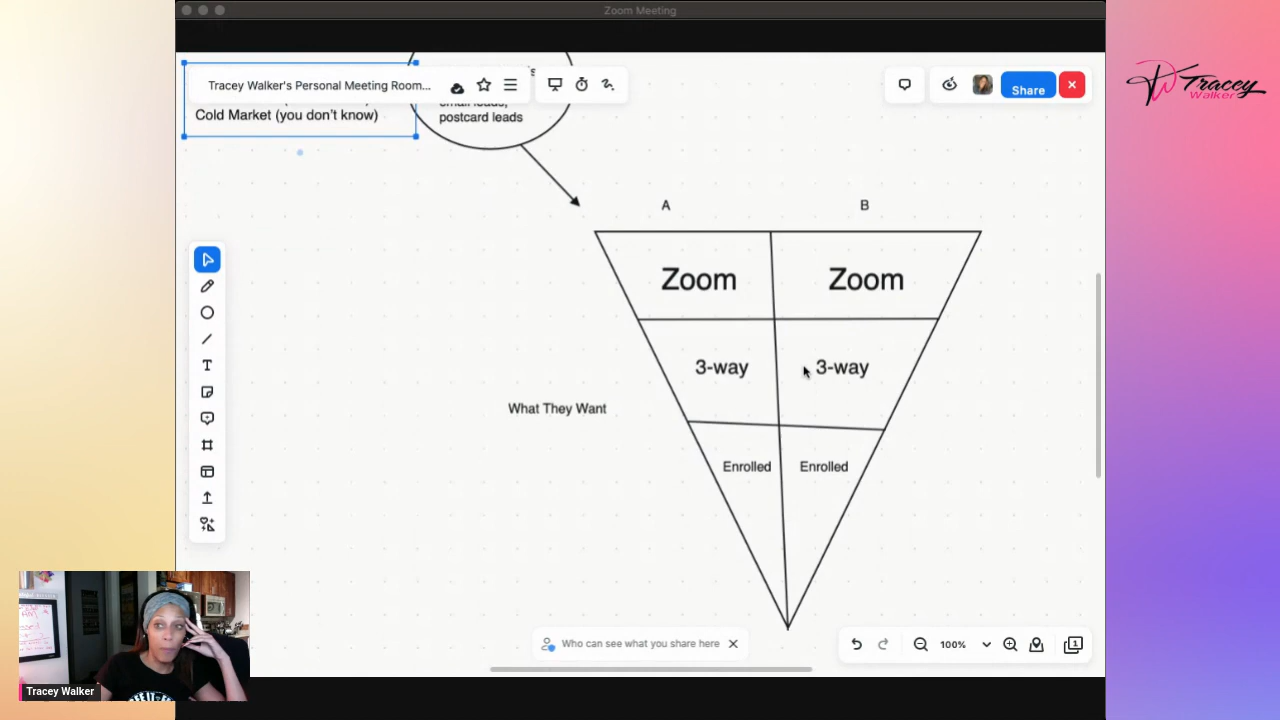 Zoom Meeting
Tracey Walker's Personal Meeting Room...
Share
Tracey
Walker
Cold Market (you don't know)
small leads,
postcard leads
A
B
Zoom
Zoom
3-way
3-way
What They Want
Enrolled
Enrolled
T
Who can see what you share here
100%
1
Tracey Walker